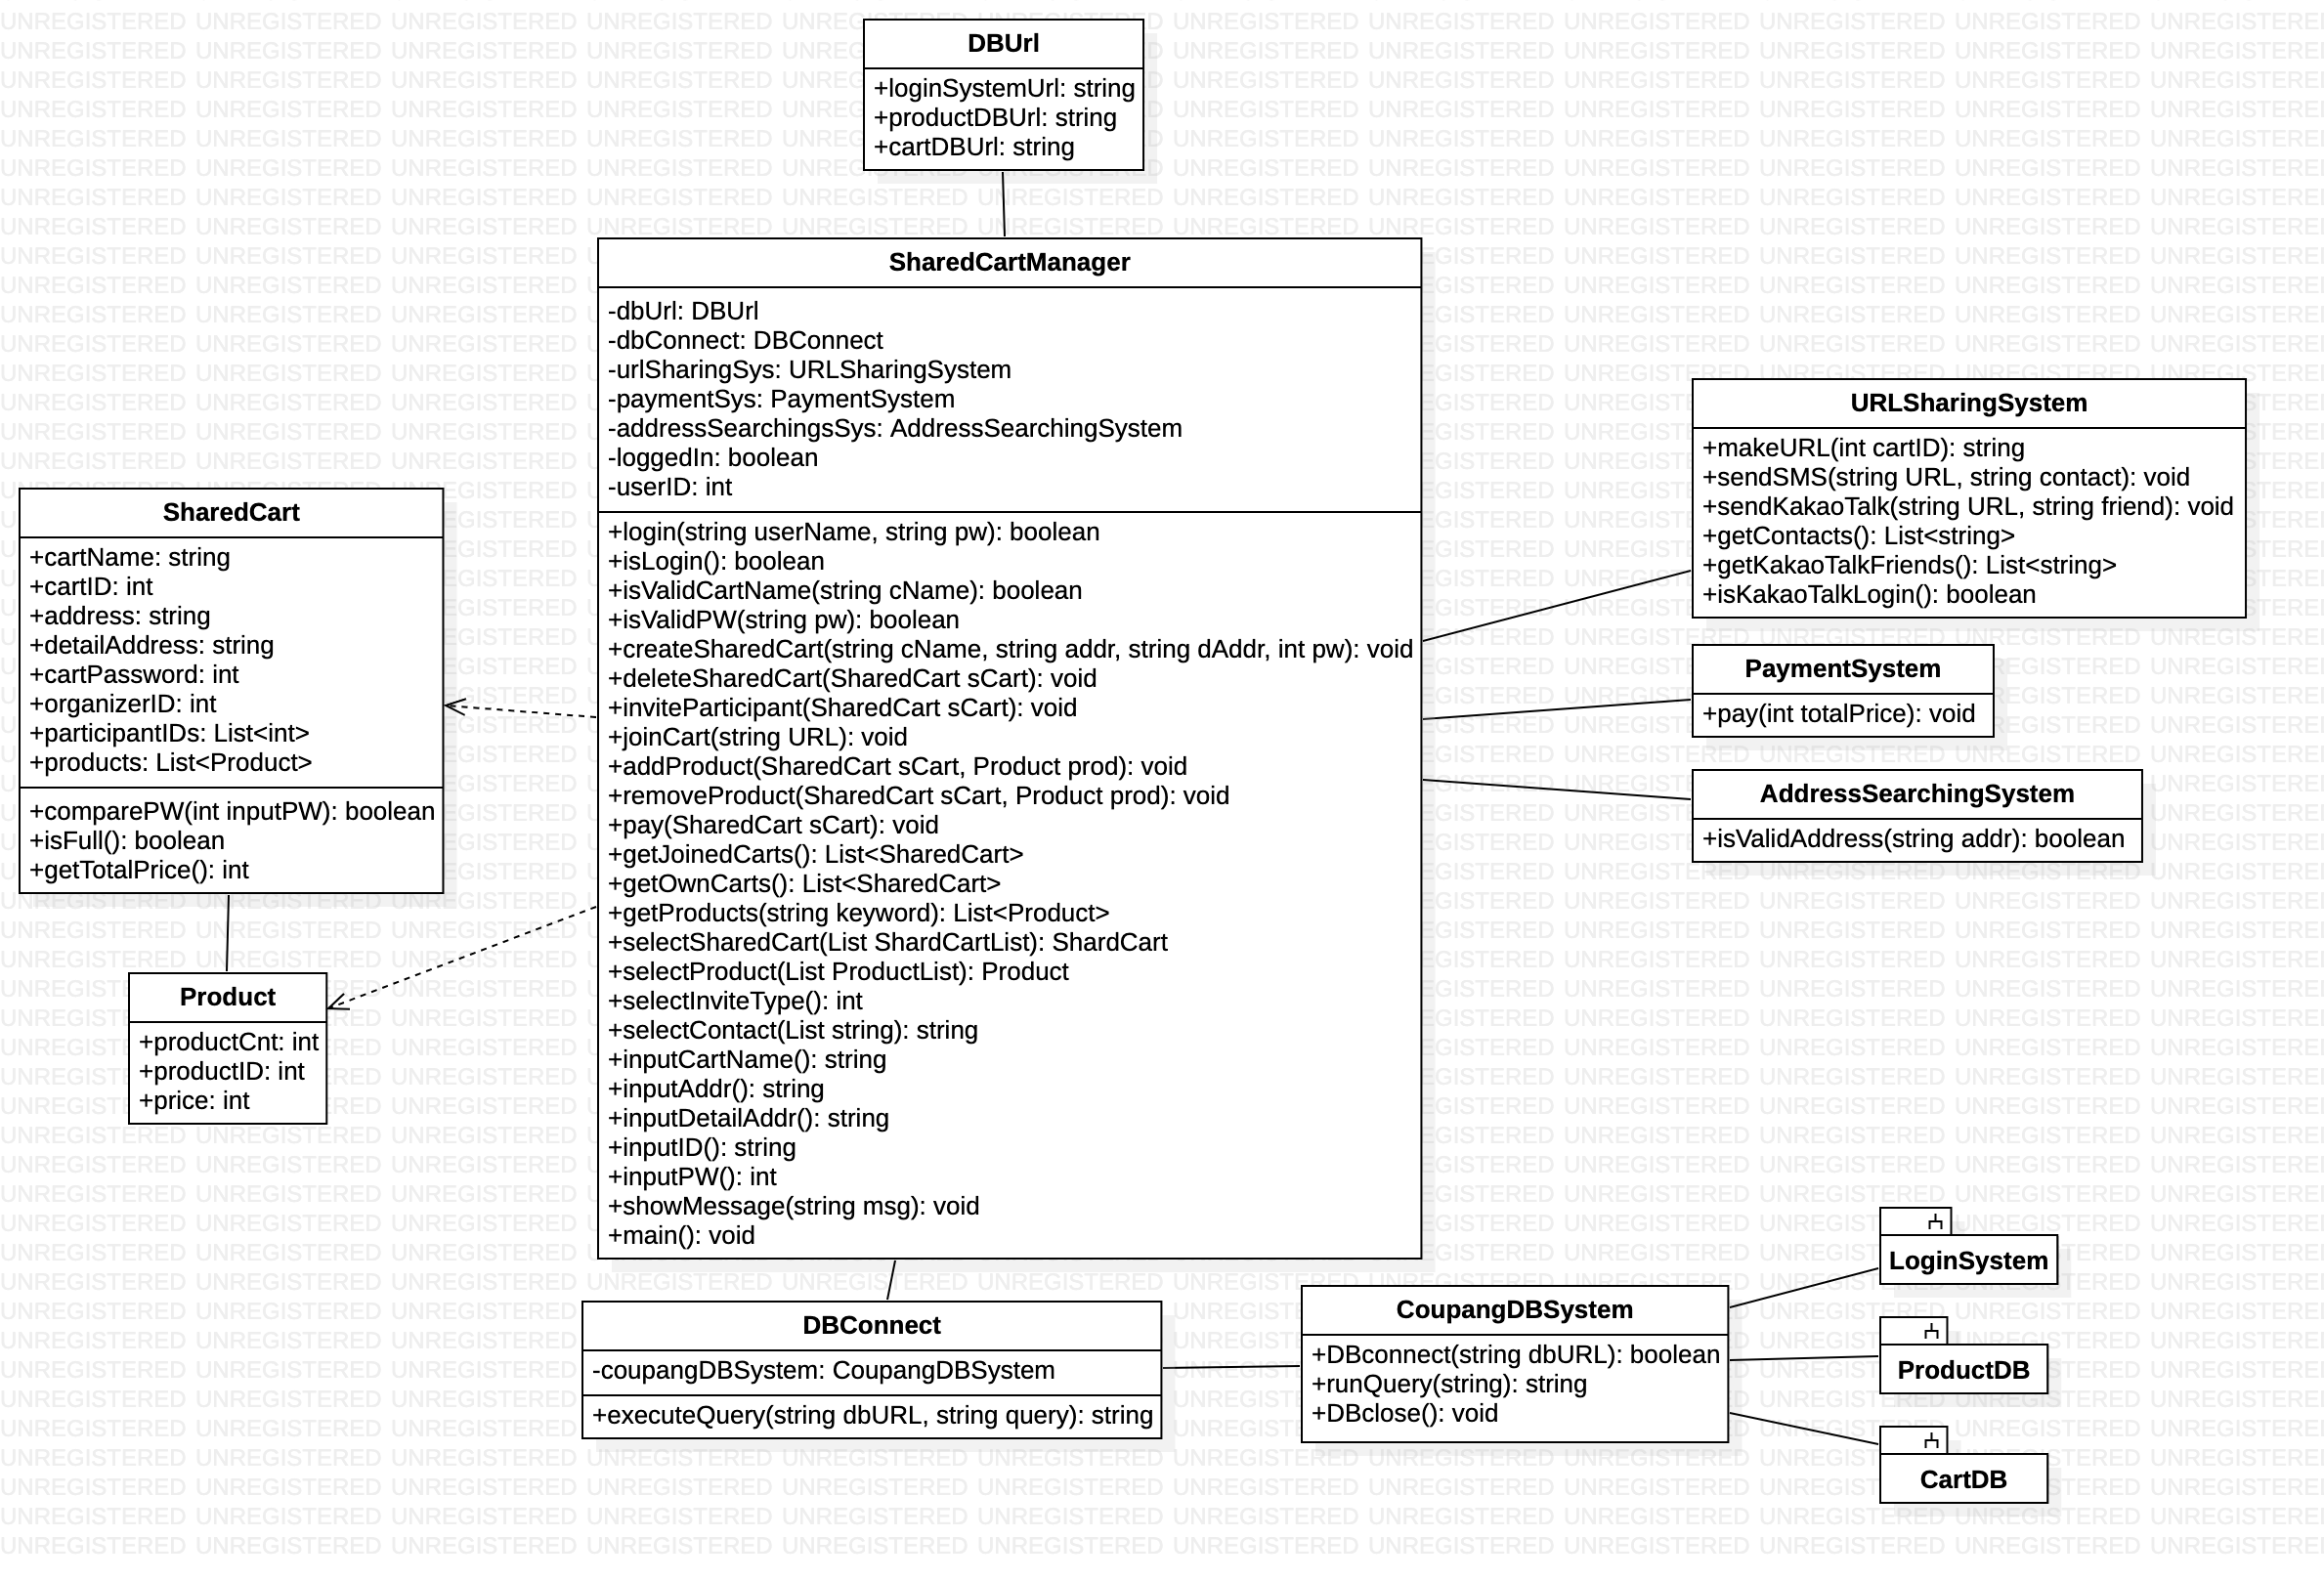 DBUrl
+loginSystemUrl: string
+productDBUrl: string
+cartDBUrl: string
SharedCartManager
-dbUrl: DBUrl
-dbConnect: DBConnect
-urlSharingSys: URLSharingSystem
-paymentSys: PaymentSystem
-addressSearchingsSys: AddressSearchingSystem
-loggedIn: boolean
-userID: int
+login(string userName, string pw): boolean
+isLogin(): boolean
+isValidCartName(string cName): boolean
+isValidPW(string pw): boolean
+createSharedCart(string cName, string addr, string dAddr, int pw): void
+deleteSharedCart(SharedCart sCart): void
+inviteParticipant(SharedCart sCart): void
+joinCart(string URL): void
+addProduct(SharedCart sCart, Product prod): void
+removeProduct(SharedCart sCart, Product prod): void
+pay(SharedCart sCart): void
+getJoinedCarts(): List<SharedCart>
+getOwnCarts(): List<SharedCart>
+getProducts(string keyword): List<Product>
+selectSharedCart(List ShardCartList): ShardCart
+selectProduct(List ProductList): Product
+selectInviteType(): int
+selectContact(List string): string
+inputCartName(): string
+inputAddr(): string
+inputDetailAddr(): string
+inputID(): string
+inputPW(): int
+showMessage(string msg): void
+main(): void
URLSharingSystem
+makeURL(int cartID): string
+sendSMS(string URL, string contact): void
+sendKakaoTalk(string URL, string friend): void
+getContacts(): List<string>
+getKakaoTalkFriends(): List<string>
+isKakaoTalkLogin(): boolean
PaymentSystem
+pay(int totalPrice): void
AddressSearchingSystem
+isValidAddress(string addr): boolean
SharedCart
+cartName: string
+cartID: int
+address: string
+detailAddress: string
+cartPassword: int
+organizerID: int
+participantIDs: List<int>
+products: List<Product>
+comparePW(int inputPW): boolean
+isFull(): boolean
+getTotalPrice(): int
Product
+productCnt: int
+productID: int
+price: int
DBConnect
-coupangDBSystem: CoupangDBSystem
+executeQuery(string dbURL, string query): string
CoupangDBSystem
+DBconnect(string dbURL): boolean
+runQuery(string): string
+DBclose(): void
LoginSystem
ProductDB
CartDB
UNREGISTERED